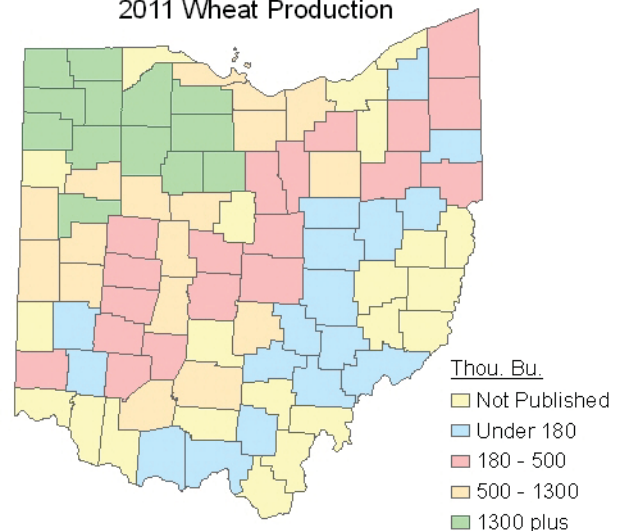 2011 Wheat Production
Thou. Bu.
Not Published
Under 180
180 - 500
500 - 1300
1300 plus